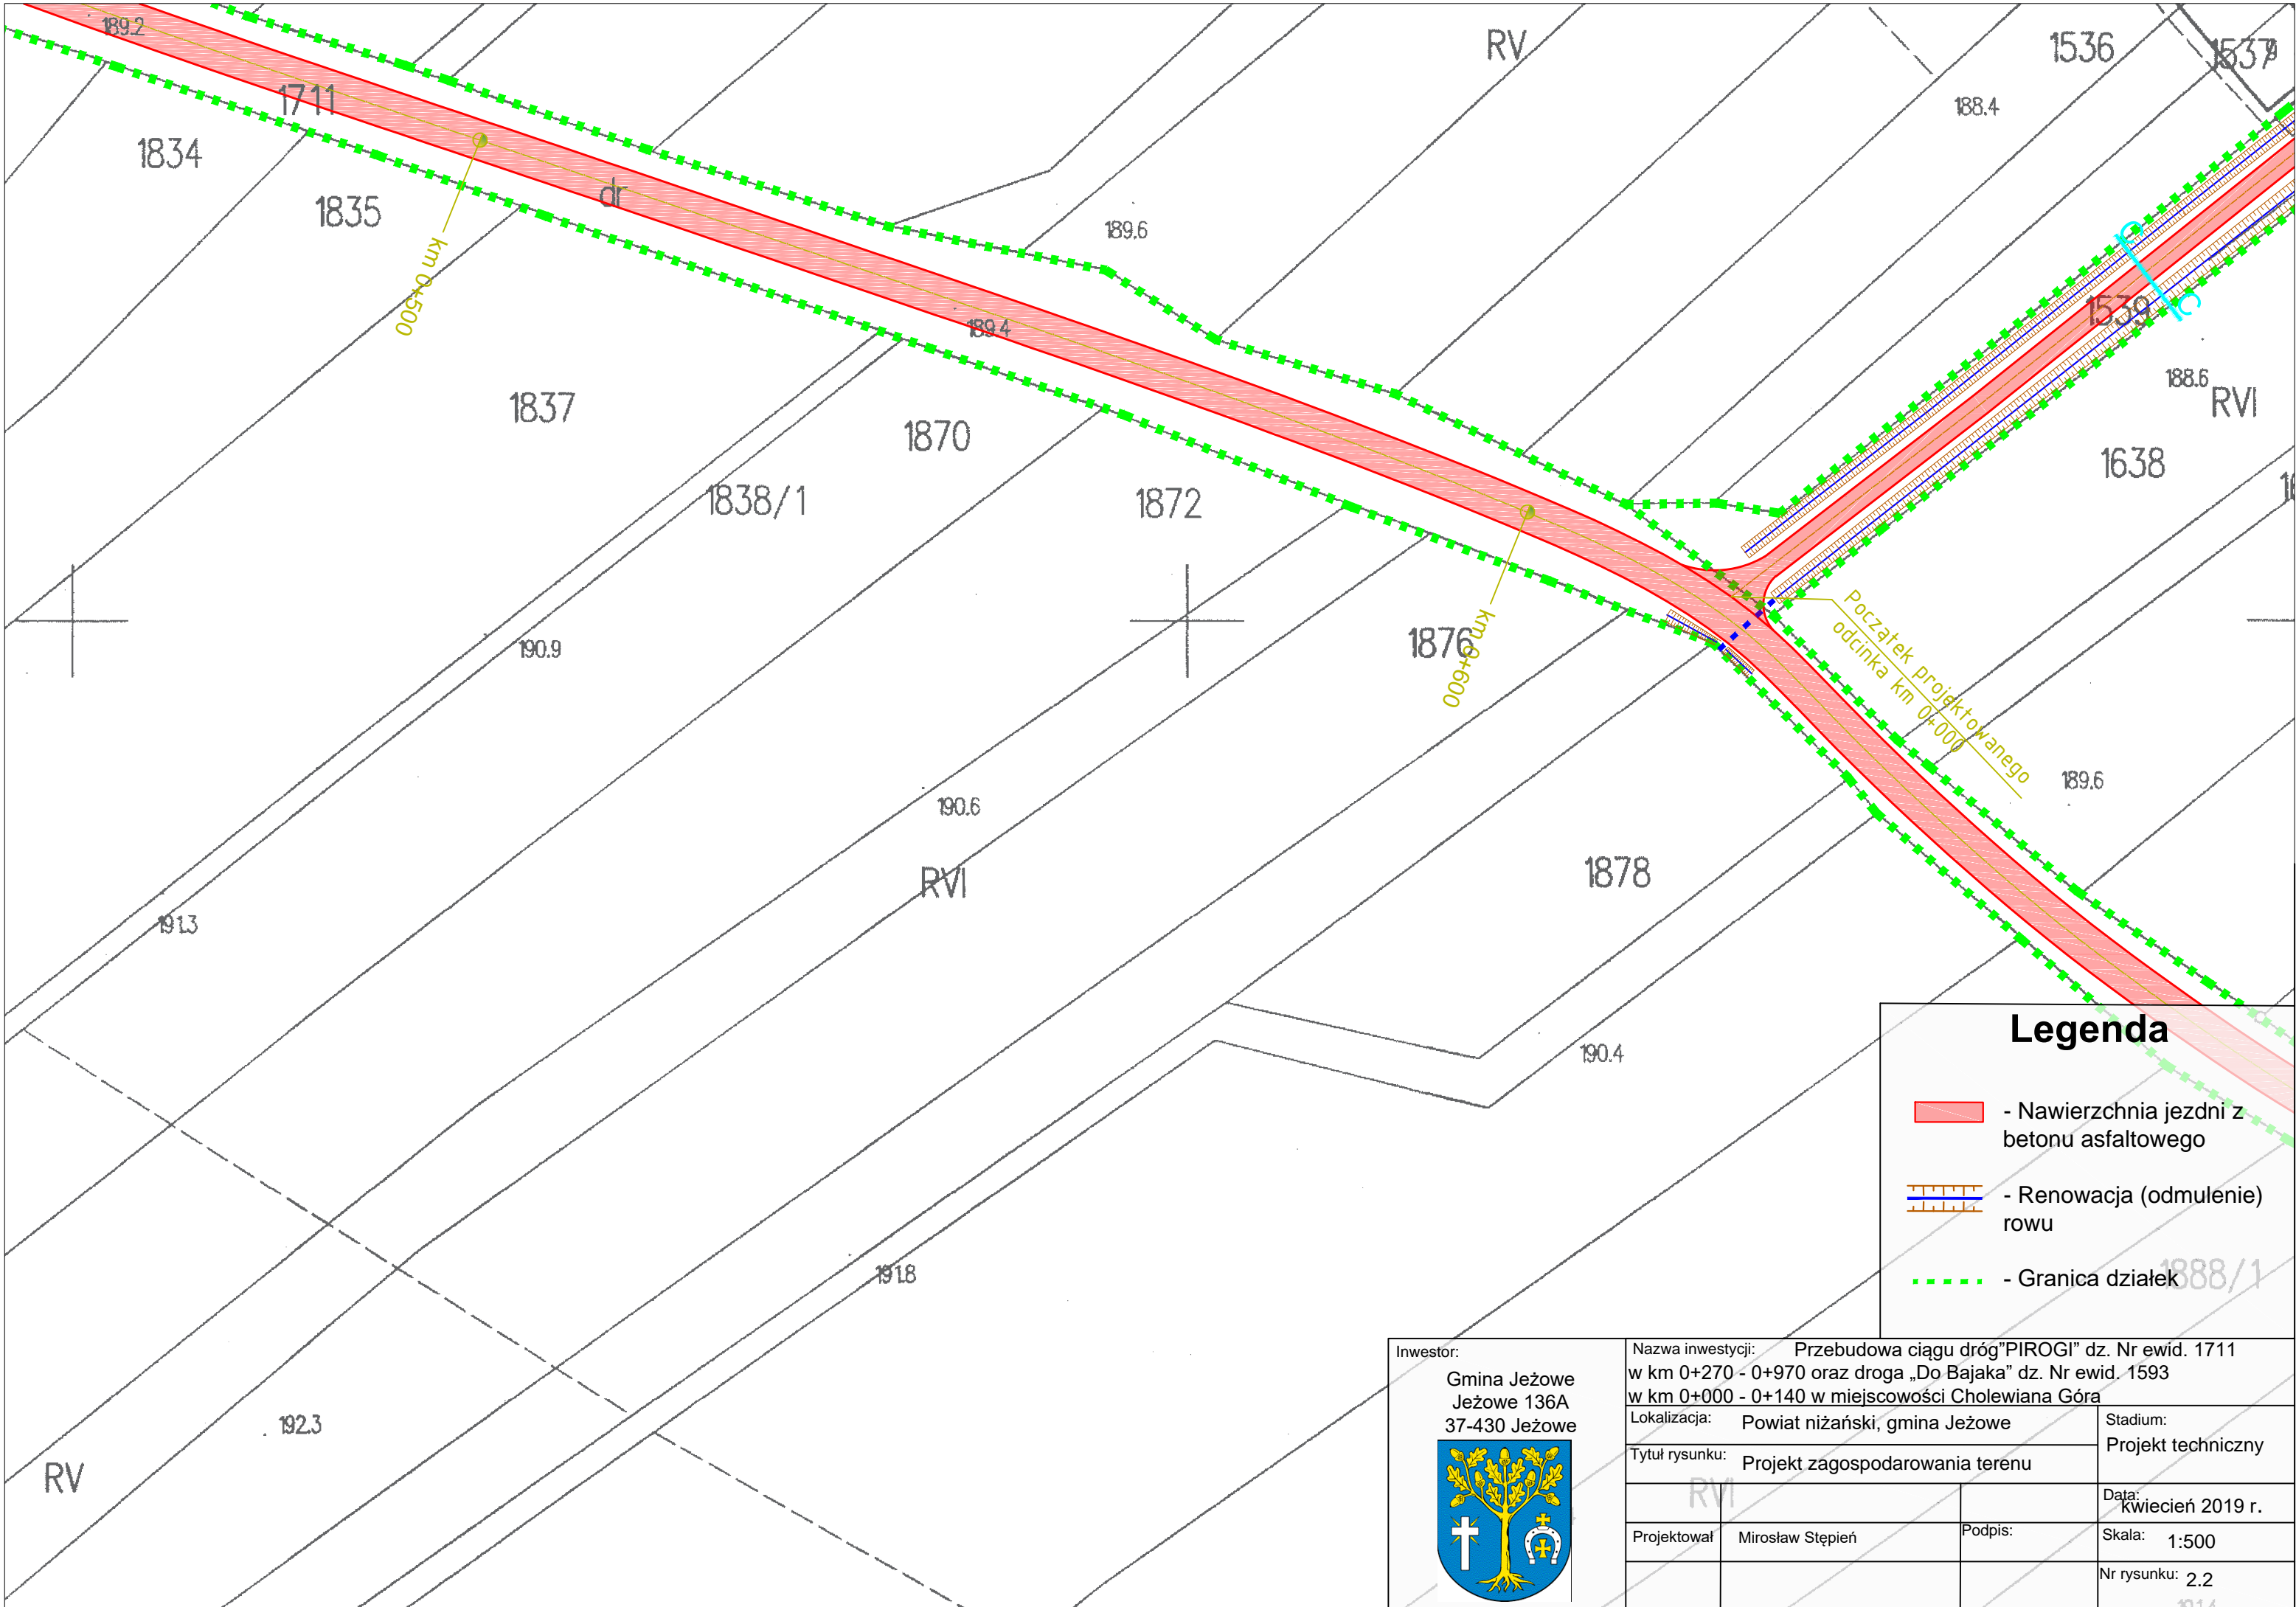 189.2
1711
1834
1835
dr
km 0+500
189.4
189.6
RV
188.4
1536
1537
1539
C
C
188.6
RVI
1638
1837
1870
1838/1
1872
1876
km 0+600
Początek projektowanego
odcinka km 0+000
190.9
190.6
189.6
RVI
1878
191.3
190.4
191.8
192.3
RV
Legenda
- Nawierzchnia jezdni z
betonu asfaltowego
- Renowacja (odmulenie)
rowu
- Granica działek
1888/1
Inwestor:
Gmina Jeżowe
Jeżowe 136A
37-430 Jeżowe
Nazwa inwestycji: Przebudowa ciągu dróg"PIROGI” dz. Nr ewid. 1711
w km 0+270 - 0+970 oraz droga „Do Bajaka” dz. Nr ewid. 1593
w km 0+000 - 0+140 w miejscowości Cholewiana Góra
Lokalizacja: Powiat niżański, gmina Jeżowe
Stadium:
Projekt techniczny
Tytuł rysunku: Projekt zagospodarowania terenu
RVI
Data: kwiecień 2019 r.
Projektował Mirosław Stępień Podpis:
Skala: 1:500
Nr rysunku: 2.2